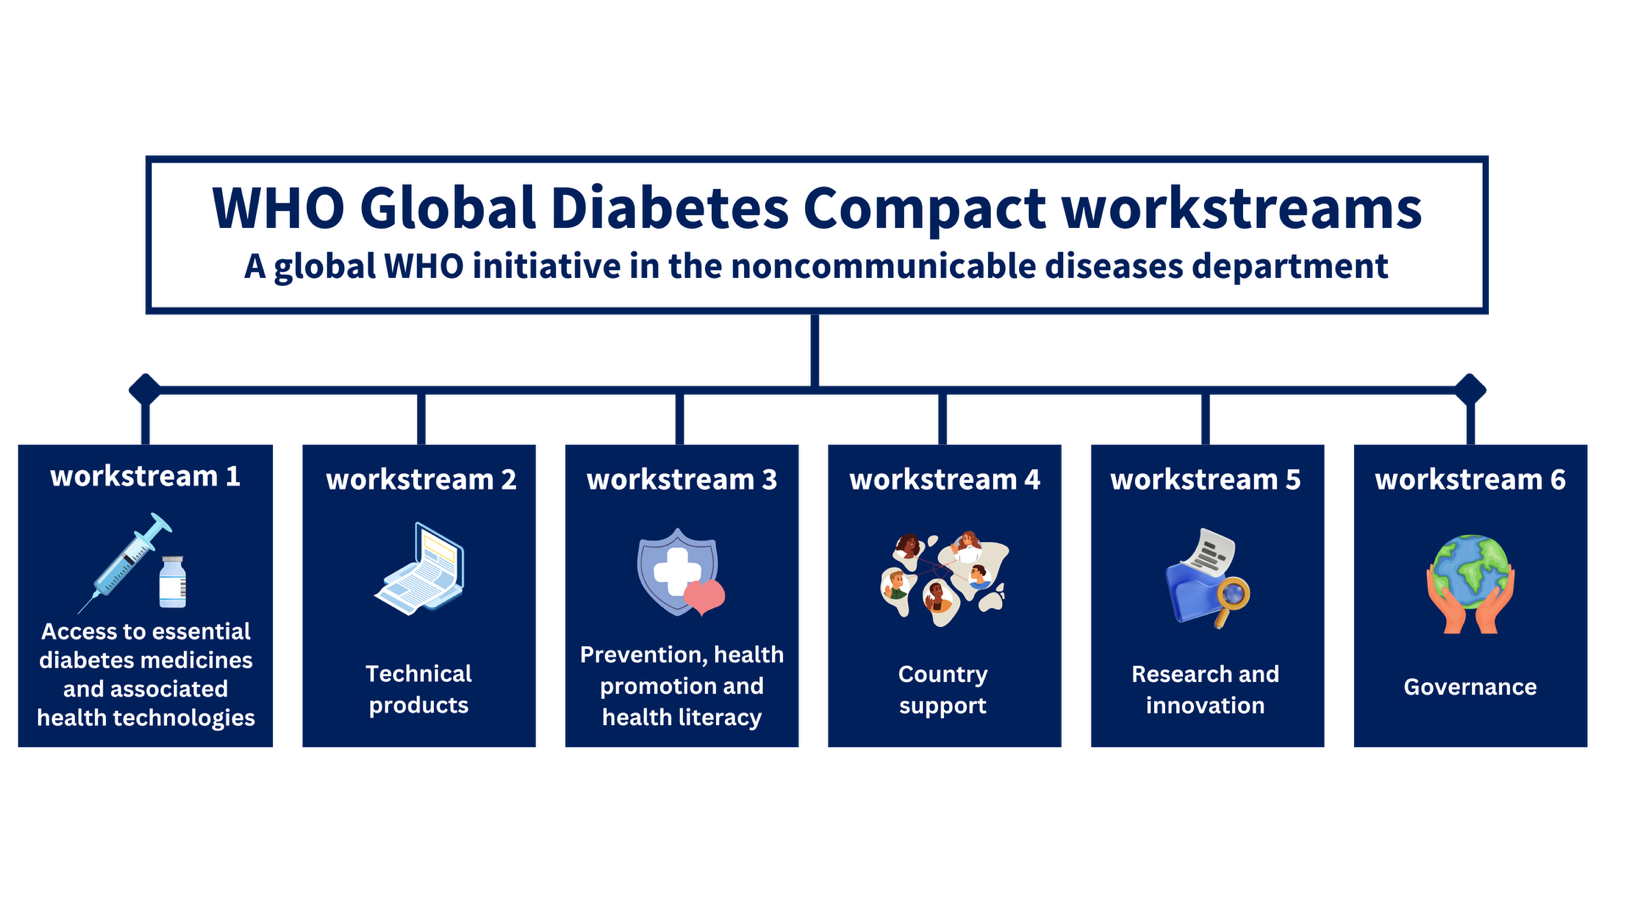 WHO Global Diabetes Compact workstreams
A global WHO initiative in the noncommunicable diseases department
workstream 1
Access to essential
diabetes medicines
and associated
health technologies
workstream 2
Technical
products
workstream 3
Prevention, health
promotion and
health literacy
workstream 4
Country
support
workstream 5
Research and
innovation
workstream 6
Governance